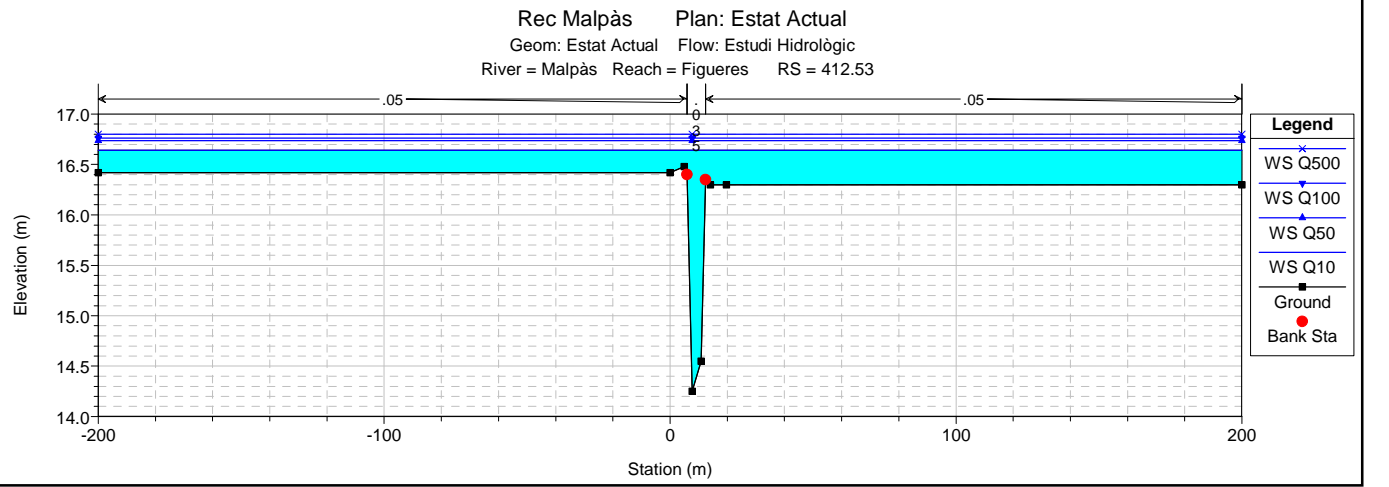 Rec Malpàs Plan: Estat Actual
Geom: Estat Actual Flow: Estudi Hidrològic
River = Malpàs Reach = Figueres RS = 412.53
.05
.035
.05
17.0
16.5
16.0
15.5
15.0
14.5
14.0
Elevation (m)
-200
-100
0
100
200
Station (m)
Legend
WS Q500
WS Q100
WS Q50
WS Q10
Ground
Bank Sta